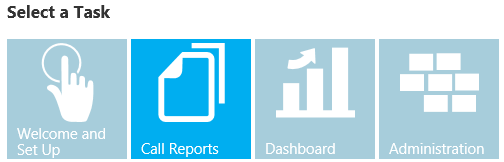 Select a Task
Welcome and
Set Up
Call Reports
Dashboard
Administration